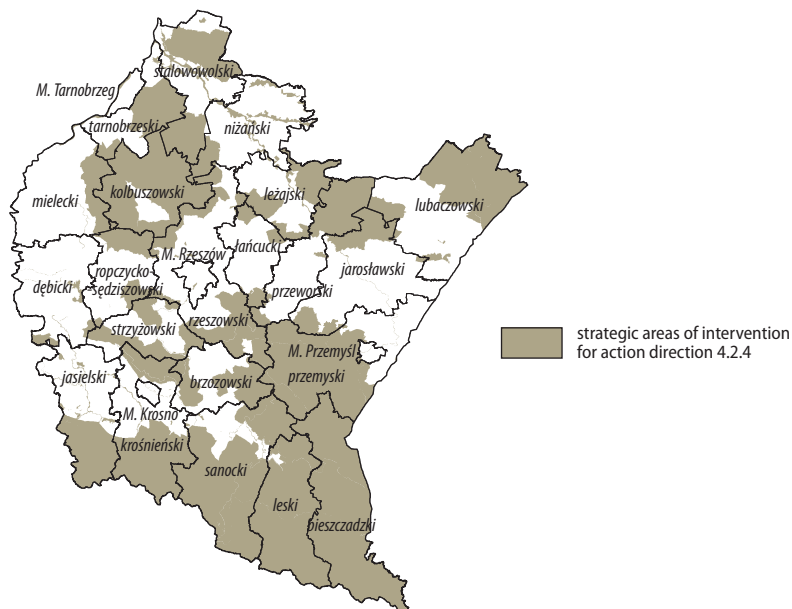 stalowowolski
M. Tarnobrzeg
tarnobrzeski
niżański
kolbuszowski
leżajski
lubaczowski
mielecki
M. Rzeszów
łańcucki
jarosławski
ropczycko-
sędziszowski
dębicki
przeworski
strzyżowski
rzeszowski
M. Przemyśl
przemyski
jasielski
brzozowski
M. Krosno
krośnieński
sanocki
leski
bieszczadzki
strategic areas of intervention
for action direction 4.2.4